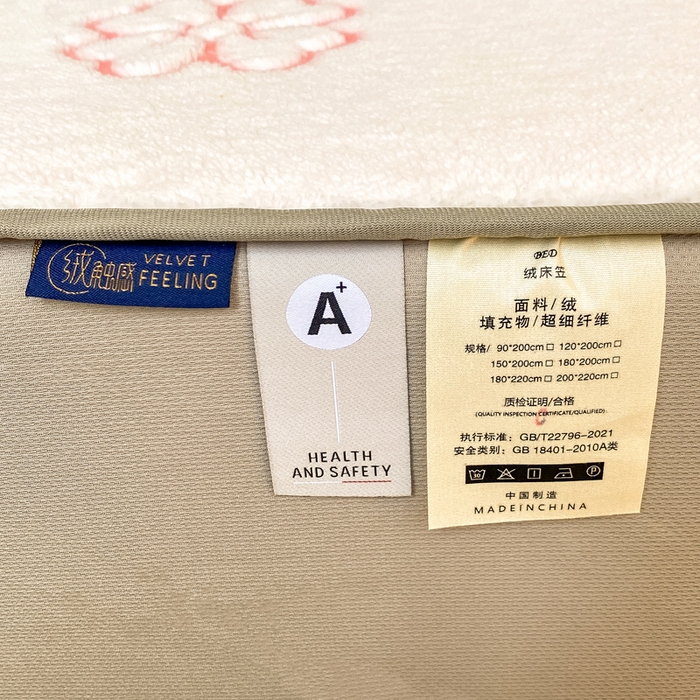 绒触感
VELVET
FEELING
A+
HEALTH
AND SAFETY
BED
绒床笠
面料/绒
填充物/超细纤维
规格/ 90*200cm□ 120*200cm□
150*200cm□ 180*200cm□
180*220cm□ 200*220cm□
质检证明/合格
(QUALITY INSPECTION CERTIFICATE/QUALIFIED)
执行标准: GB/T22796-2021
安全类别: GB 18401-2010A类
30 P
中国制造
MADEINCHINA